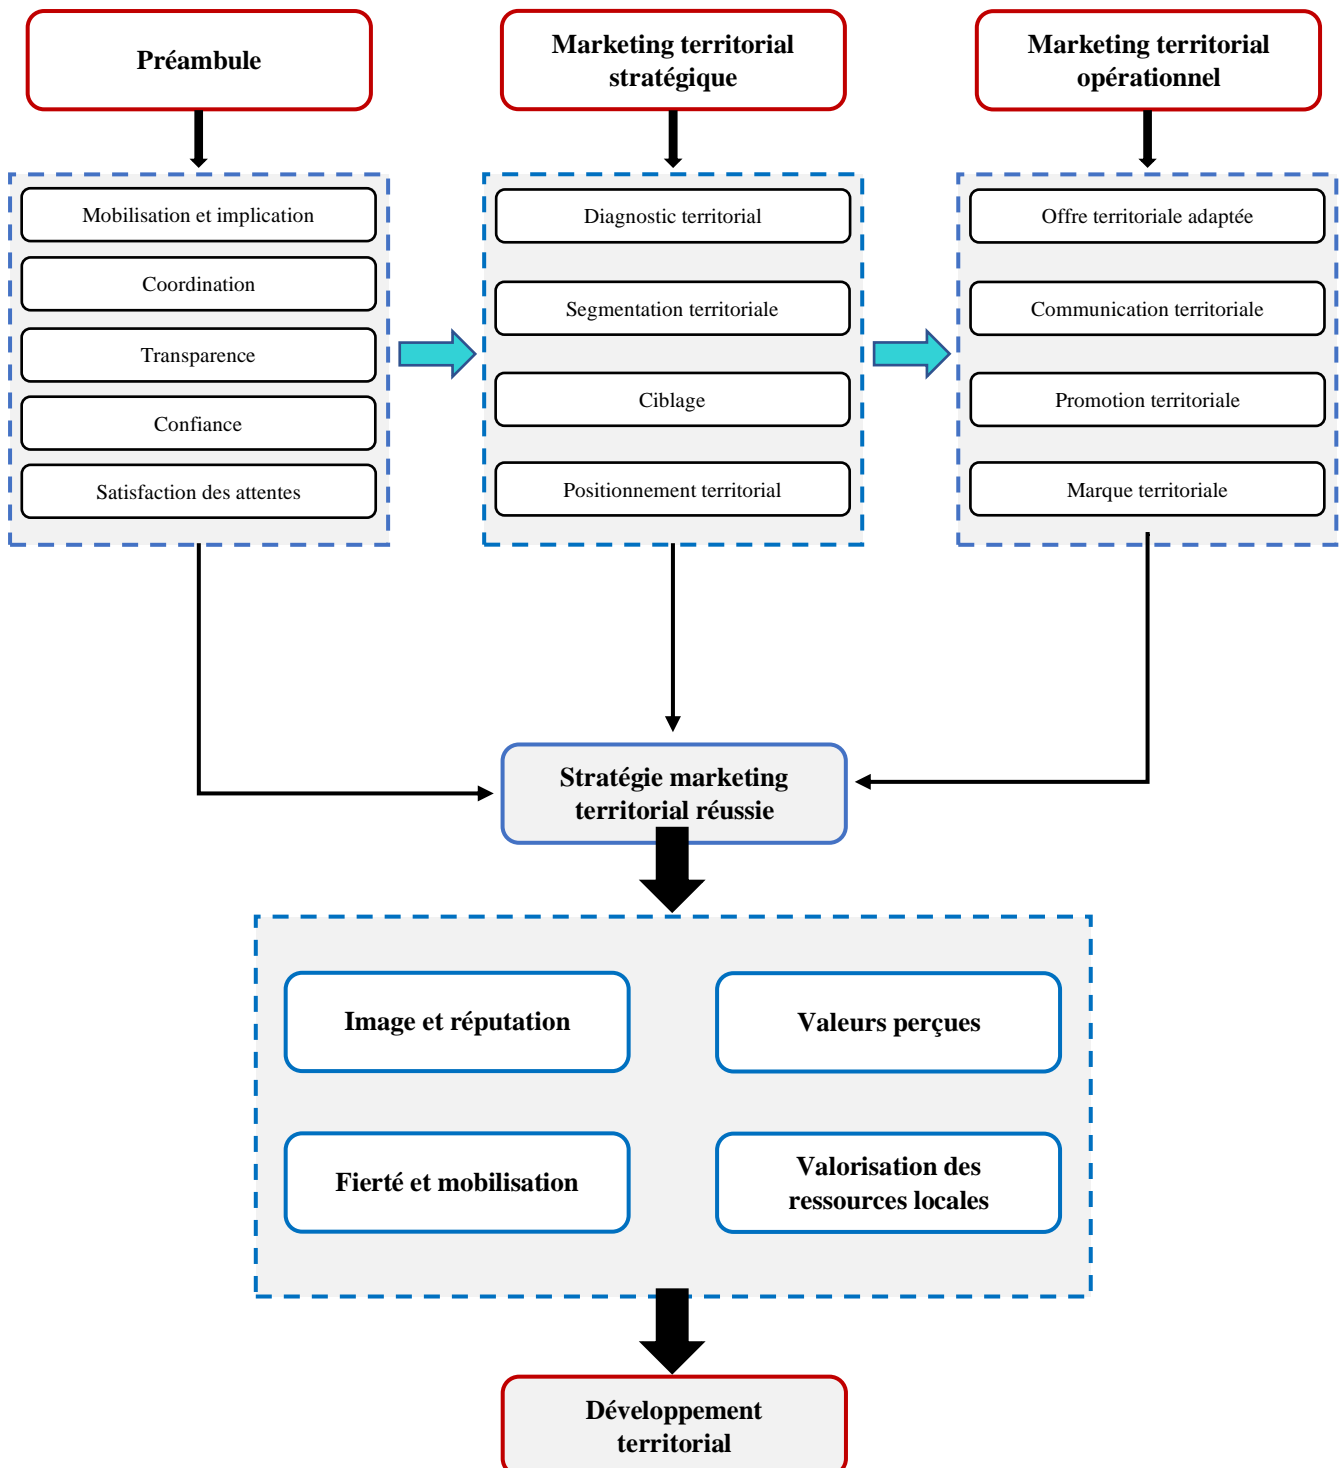 Préambule
Marketing territorial
stratégique
Marketing territorial
opérationnel
Mobilisation et implication
Coordination
Transparence
Confiance
Satisfaction des attentes
Diagnostic territorial
Segmentation territoriale
Ciblage
Positionnement territorial
Offre territoriale adaptée
Communication territoriale
Promotion territoriale
Marque territoriale
Stratégie marketing
territorial réussie
Image et réputation
Valeurs perçues
Fierté et mobilisation
Valorisation des
ressources locales
Développement
territorial